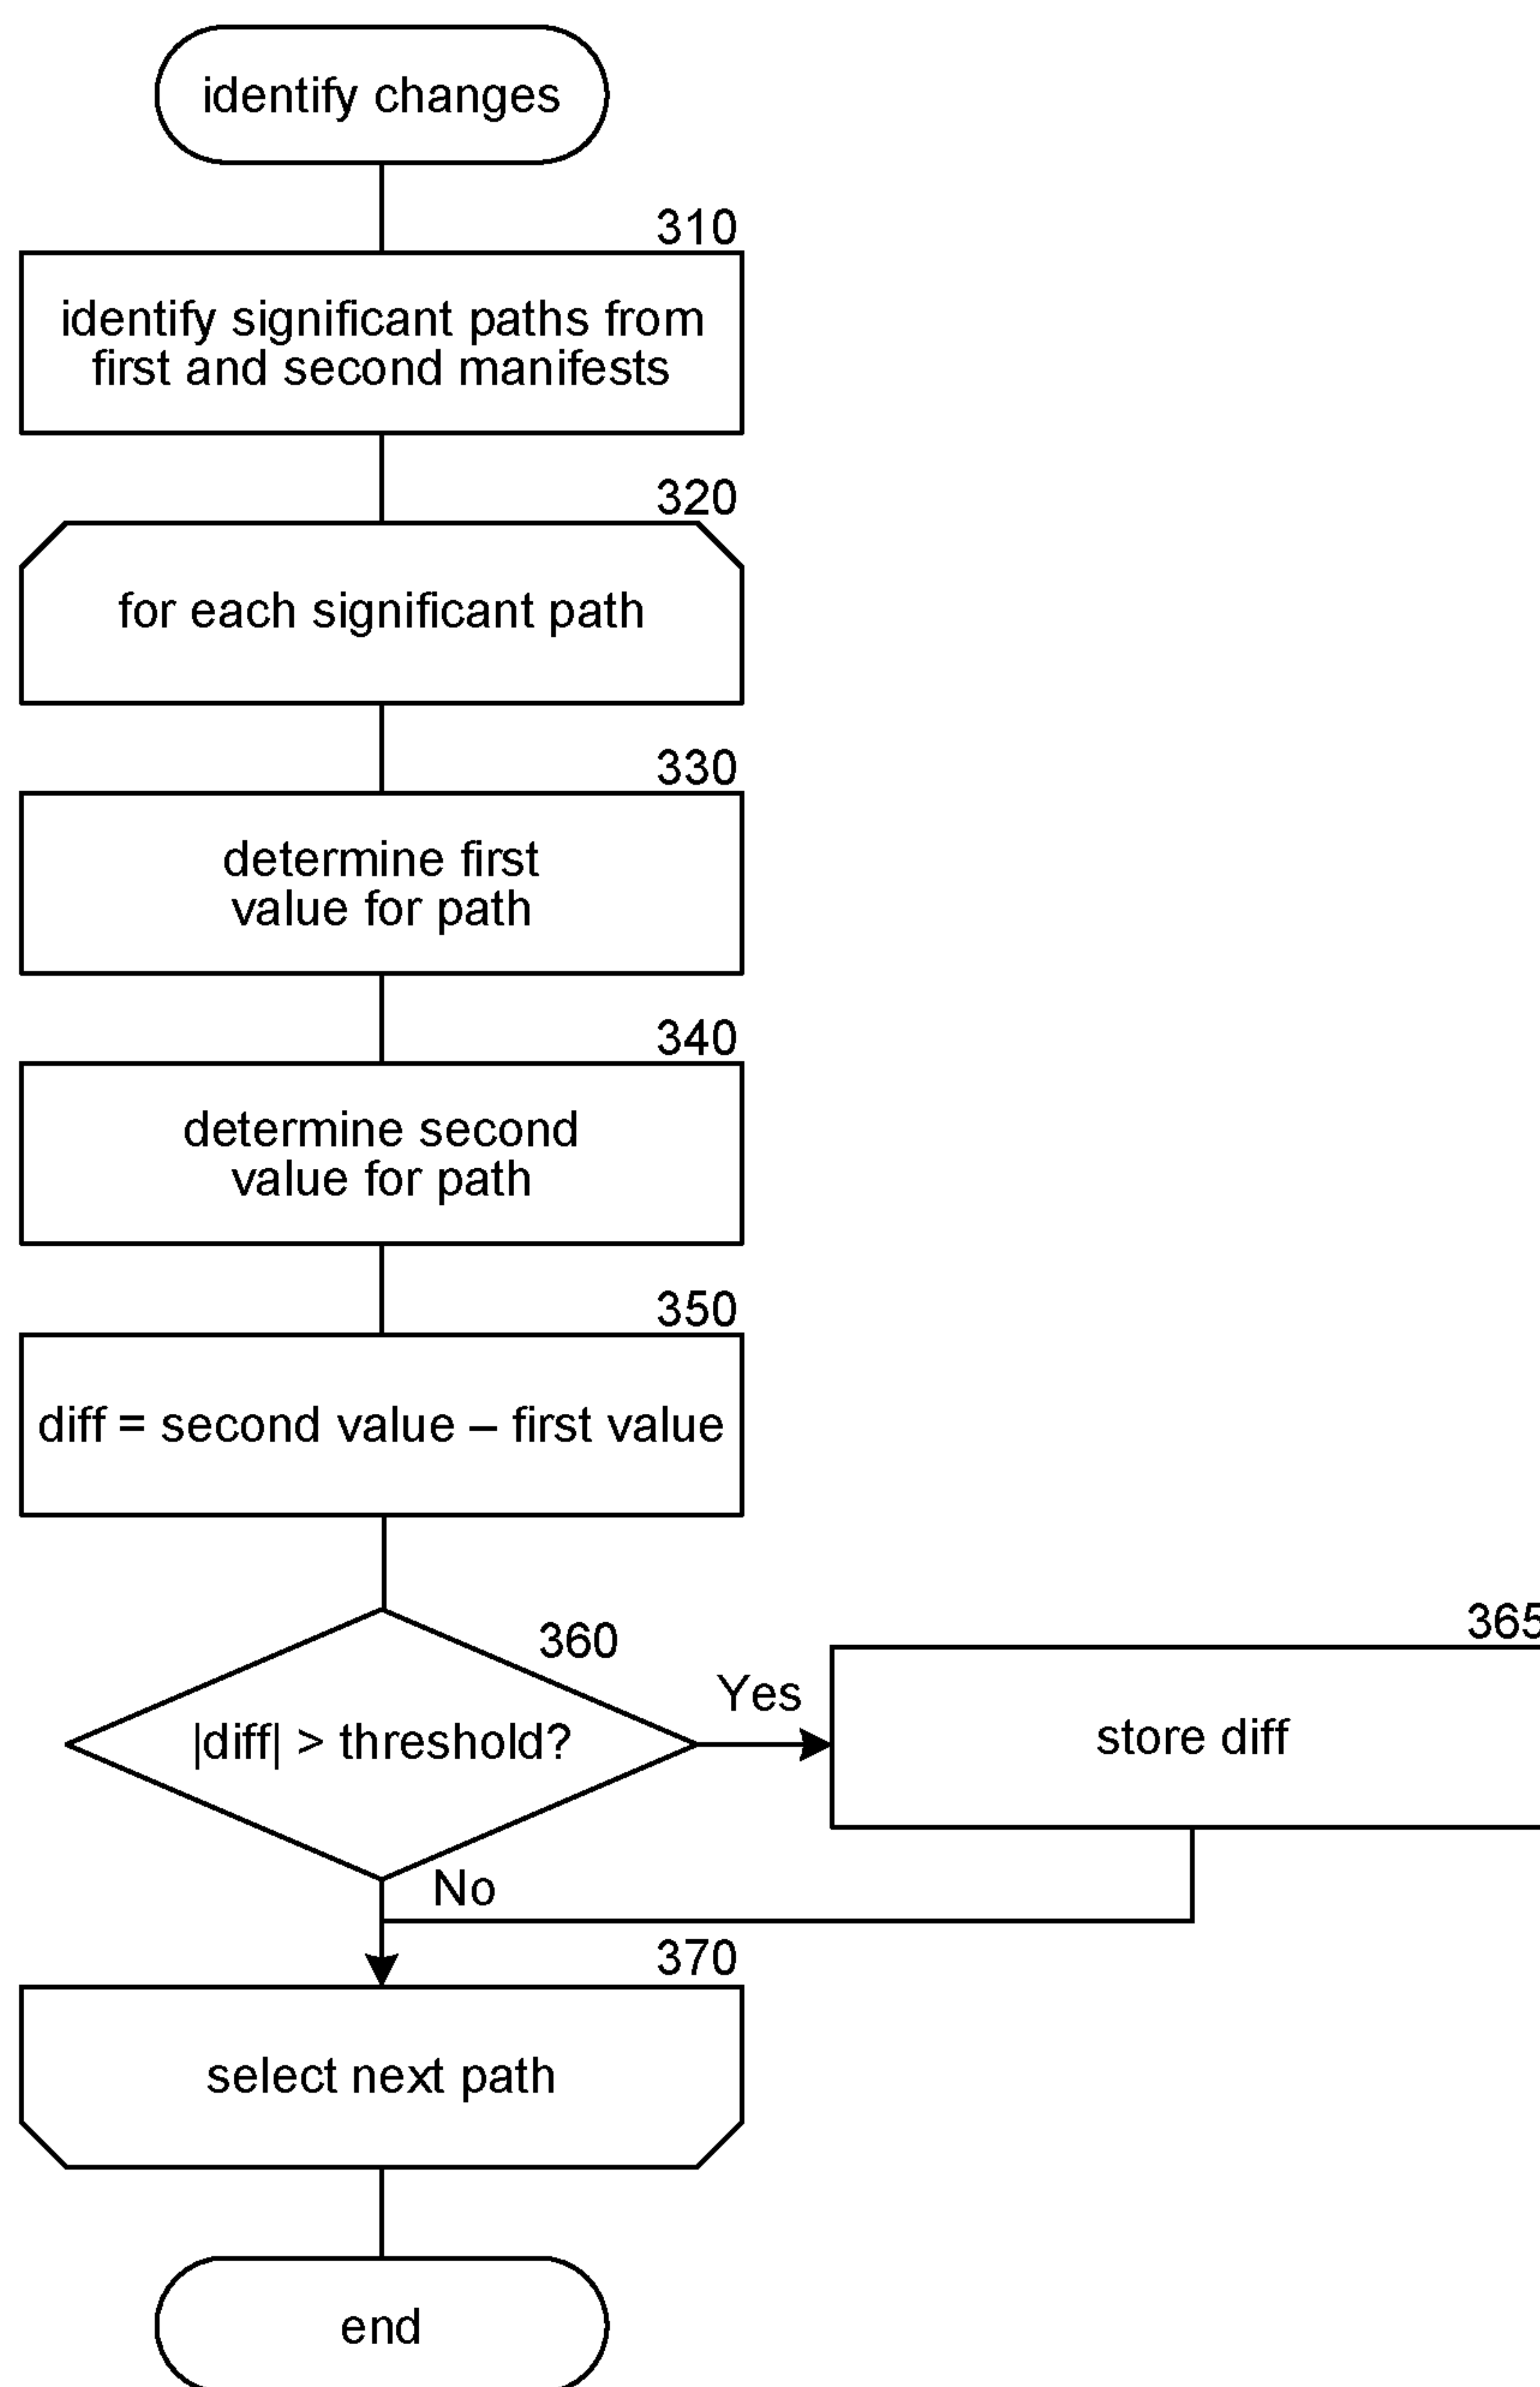 identify changes
310
identify significant paths from
first and second manifests
320
for each significant path
330
determine first
value for path
340
determine second
value for path
350
diff = second value – first value
360
|diff| > threshold?
Yes
365
store diff
No
370
select next path
end